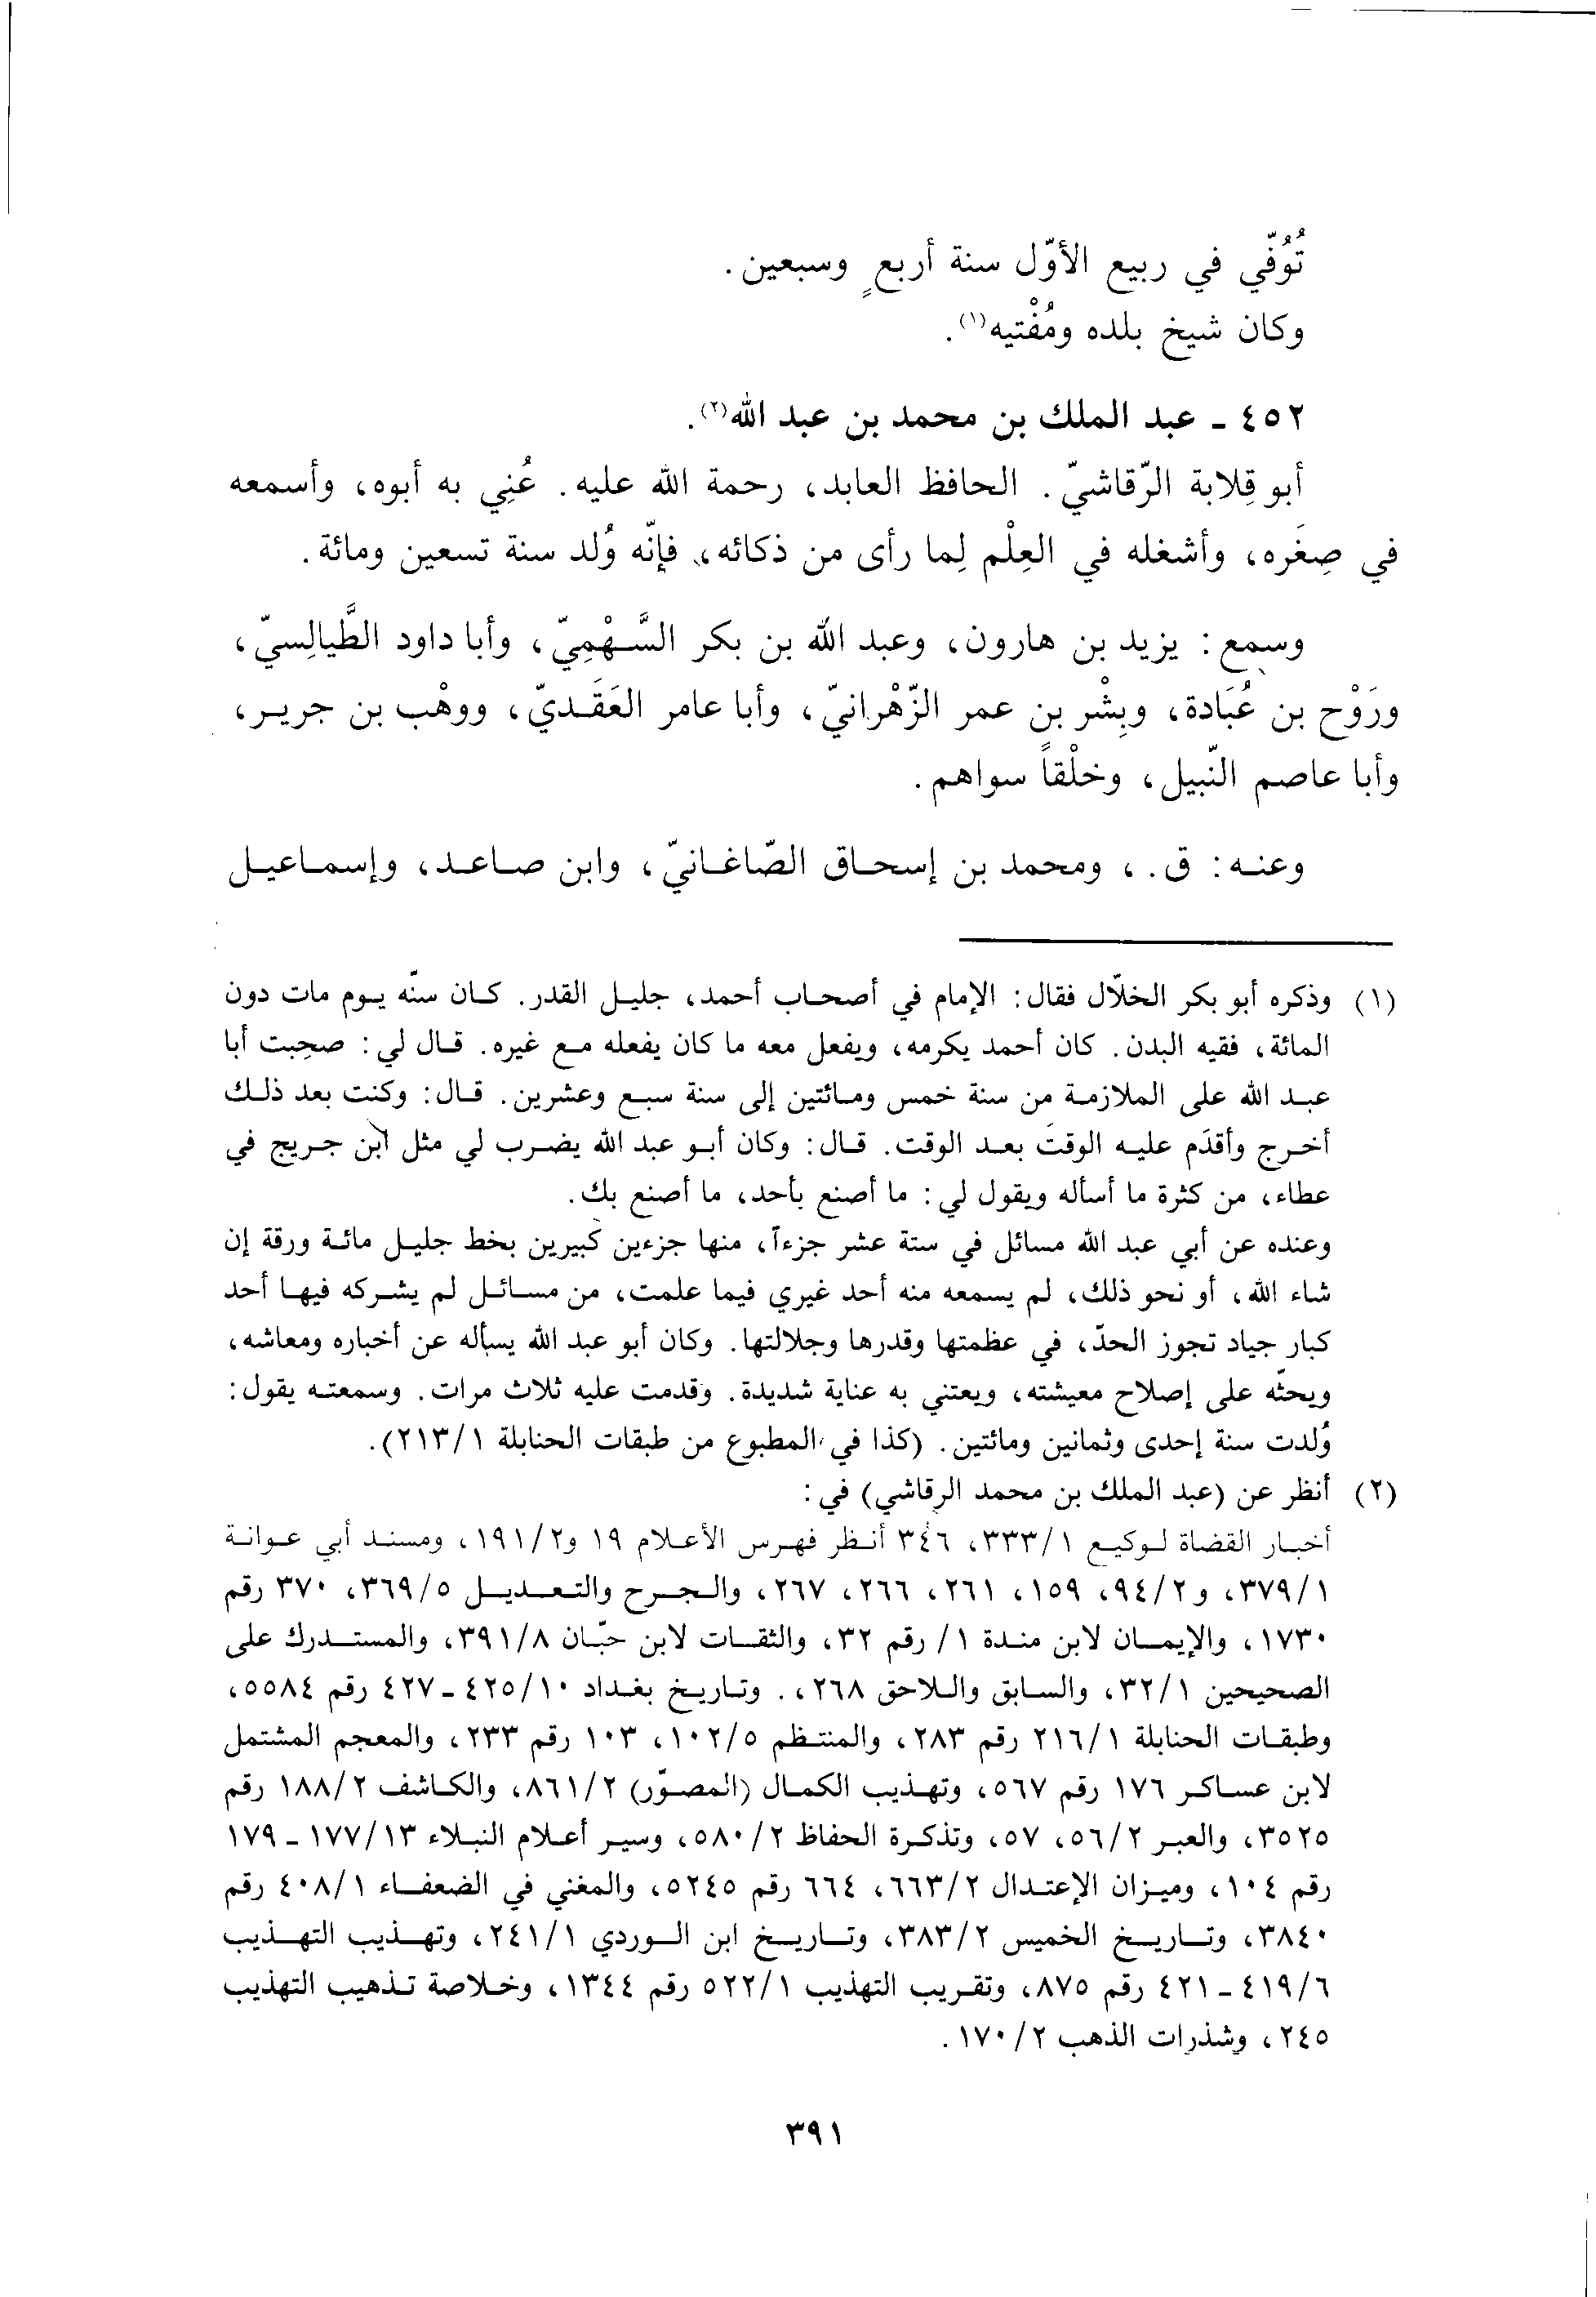 تُوُفّي في ربيع الأوّل سنة أربعٍ وسبعين.
وكان شيخ بلده ومُفْتيه(١).
٤٥٢ ـ عبد الملك بن محمد بن عبد الله(٢).
أبو قِلابة الرّقاشيّ. الحافظ العابد، رحمة الله عليه. عُنِي به أبوه، وأسمعه
في صِغَره، وأشغله في العِلْم لِما رأى من ذكائه، فإنّه وُلد سنة تسعين ومائة.
وسمع: يزيد بن هارون، وعبد الله بن بكر السَّهْمِيّ، وأبا داود الطَّيالِسيّ،
ورَوْح بن عُبَادة، وبِشْر بن عمر الزّهْرانيّ، وأبا عامر العَقَديّ، ووهْب بن جرير،
وأبا عاصم النّبيل، وخلْقاً سواهم.
وعنه: ق.، ومحمد بن إسحاق الصّاغانيّ، وابن صاعد، وإسماعيل
(١) وذكره أبو بكر الخلّال فقال: الإمام في أصحاب أحمد، جليل القدر. كان سنّه يوم مات دون
المائة، فقيه البدن. كان أحمد يكرمه، ويفعل معه ما كان يفعله مع غيره. قال لي: صحِبت أبا
عبد الله على الملازمة من سنة خمس ومائتين إلى سنة سبع وعشرين. قال: وكنت بعد ذلك
أخرج وأقدَم عليه الوقت بعد الوقت. قال: وكان أبو عبد الله يضرب لي مثل ابن جريج في
عطاء، من كثرة ما أسأله ويقول لي: ما أصنع بأحد، ما أصنع بك.
وعنده عن أبي عبد الله مسائل في ستة عشر جزءاً، منها جزءين كبيرين بخط جليل مائة ورقة إن
شاء الله، أو نحو ذلك، لم يسمعه منه أحد غيري فيما علمت، من مسائل لم يشركه فيها أحد
كبار جياد تجوز الحدّ، في عظمتها وقدرها وجلالتها. وكان أبو عبد الله يسأله عن أخباره ومعاشه،
ويحثّه على إصلاح معيشته، ويعتني به عناية شديدة. وقدمت عليه ثلاث مرات. وسمعته يقول:
وُلدت سنة إحدى وثمانين ومائتين. (كذا في المطبوع من طبقات الحنابلة ٢١٣/١).
(٢) أنظر عن (عبد الملك بن محمد الرقاشي) في:
أخبار القضاة لوكيع ٣٣٣/١، ٣٤٦ أنظر فهرس الأعلام ١٩ و١٩١/٢، ومسند أبي عوانة
٣٧٩/١، و٩٤/٢، ١٥٩، ٢٦١، ٢٦٦، ٢٦٧، والجرح والتعديل ٣٦٩/٥، ٣٧٠ رقم
١٧٣٠، والإيمان لابن مندة ١/ رقم ٣٢، والثقات لابن حبّان ٣٩١/٨، والمستدرك على
الصحيحين ٣٢/١، والسابق واللاحق ٢٦٨،. وتاريخ بغداد ٤٢٥/١٠ ـ ٤٢٧ رقم ٥٥٨٤،
وطبقات الحنابلة ٢١٦/١ رقم ٢٨٣، والمنتظم ١٠٢/٥، ١٠٣ رقم ٢٣٣، والمعجم المشتمل
لابن عساكر ١٧٦ رقم ٥٦٧، وتهذيب الكمال (المصوّر) ٨٦١/٢، والكاشف ١٨٨/٢ رقم
٣٥٢٥، والعبر ٥٦/٢، ٥٧، وتذكرة الحفاظ ٥٨٠/٢، وسير أعلام النبلاء ١٧٧/١٣ ـ ١٧٩
رقم ١٠٤، وميزان الإعتدال ٦٦٣/٢، ٦٦٤ رقم ٥٢٤٥، والمغني في الضعفاء ٤٠٨/١ رقم
٣٨٤٠، وتاريخ الخميس ٣٨٣/٢، وتاريخ ابن الوردي ٢٤١/١، وتهذيب التهذيب
٤١٩/٦ ـ ٤٢١ رقم ٨٧٥، وتقريب التهذيب ٥٢٢/١ رقم ١٣٤٤، وخلاصة تذهيب التهذيب
٢٤٥، وشذرات الذهب ١٧٠/٢.
٣٩١